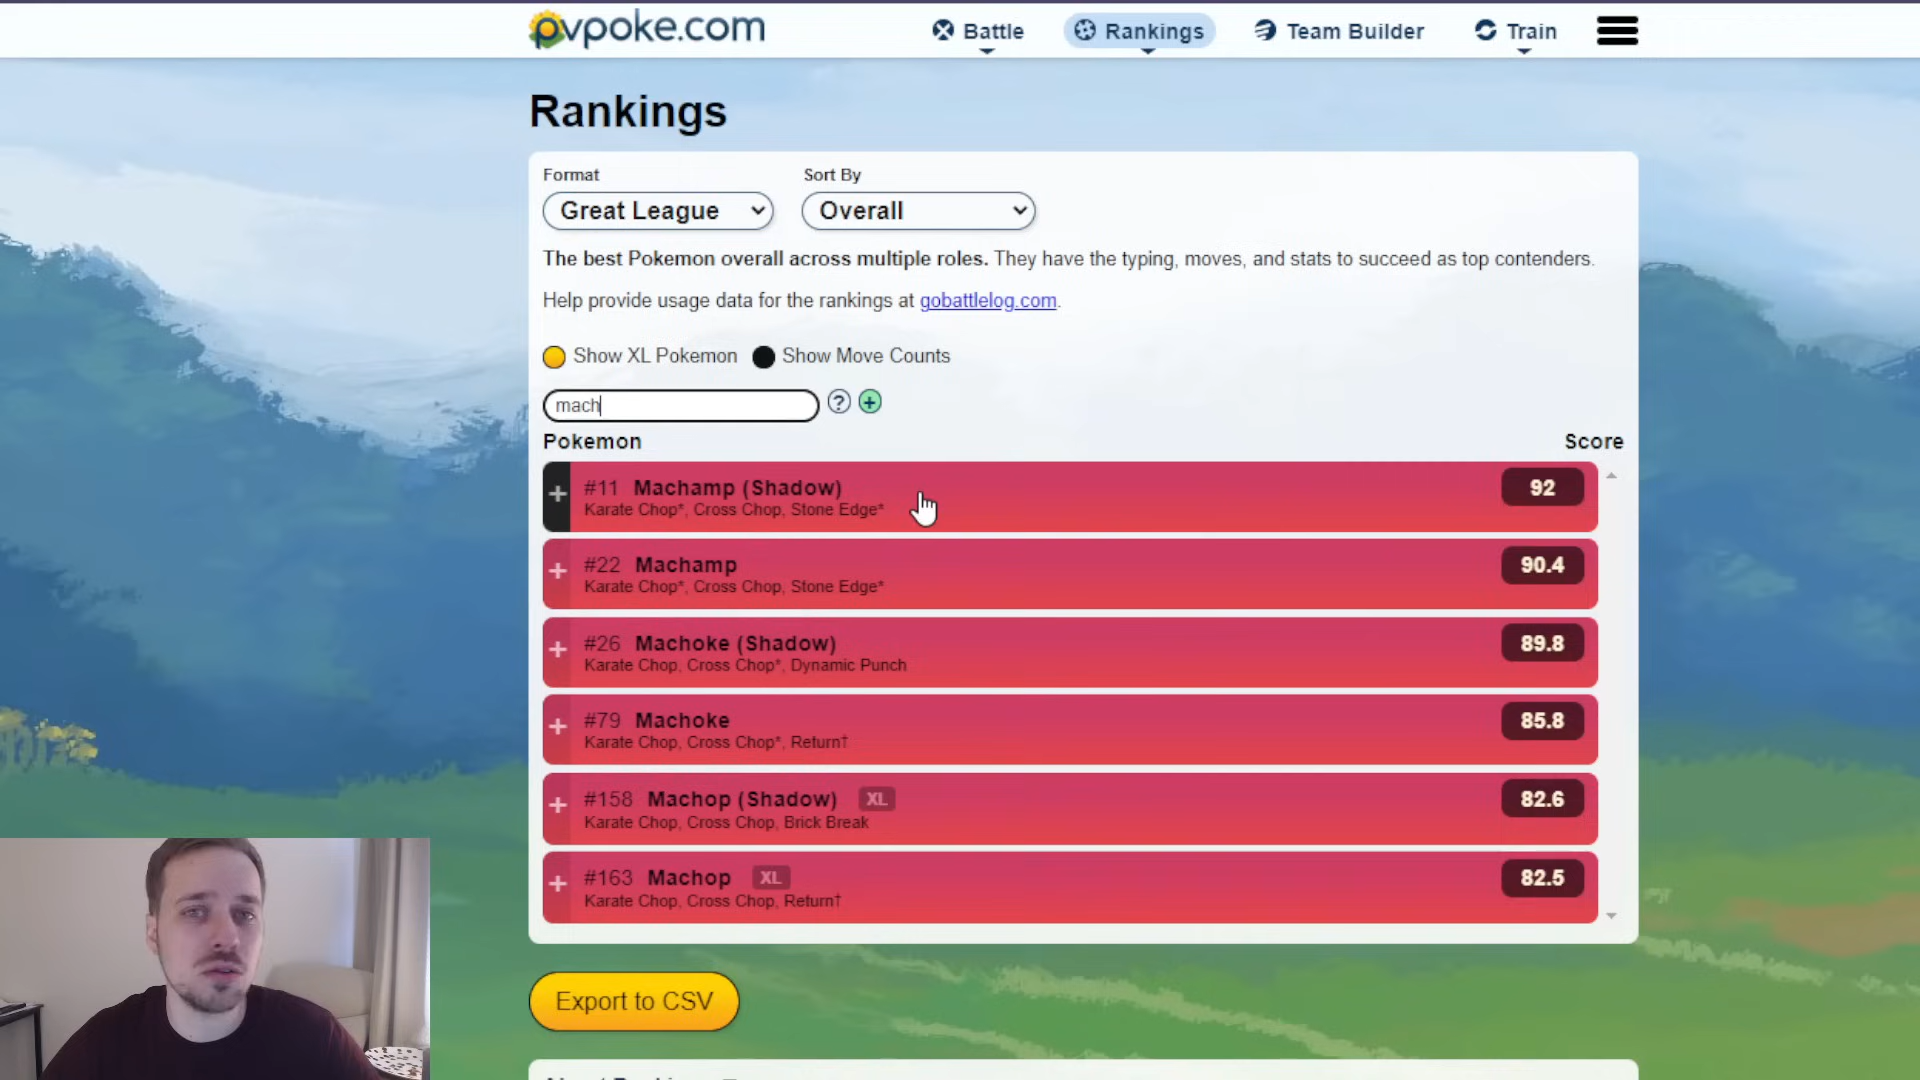 pvpoke.com
Battle
Rankings
Team Builder
Train
Rankings
Format
Sort By
Great League
Overall
The best Pokemon overall across multiple roles. They have the typing, moves, and stats to succeed as top contenders.
Help provide usage data for the rankings at gobattlelog.com.
Show XL Pokemon
Show Move Counts
mach
?
+
Pokemon
Score
+ #11 Machamp (Shadow) 92
Karate Chop*, Cross Chop, Stone Edge*
+ #22 Machamp 90.4
Karate Chop*, Cross Chop, Stone Edge*
+ #26 Machoke (Shadow) 89.8
Karate Chop, Cross Chop*, Dynamic Punch
+ #79 Machoke 85.8
Karate Chop, Cross Chop*, Return†
+ #158 Machop (Shadow) XL 82.6
Karate Chop, Cross Chop, Brick Break
+ #163 Machop XL 82.5
Karate Chop, Cross Chop, Return†
Export to CSV